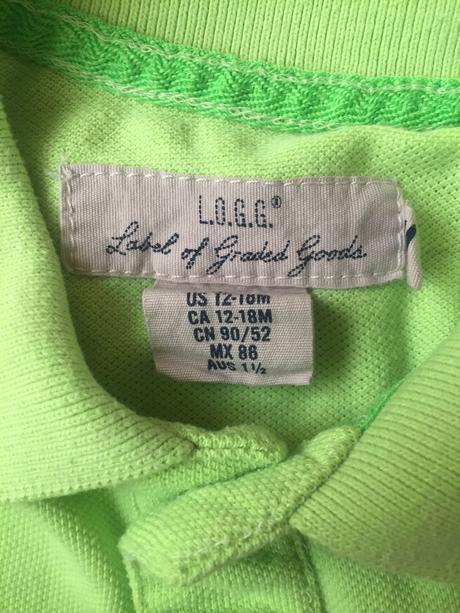 L.O.G.G.®
Label of Graded Goods
US 12-18M
CA 12-18M
CN 90/52
MX 86
AUS 1½